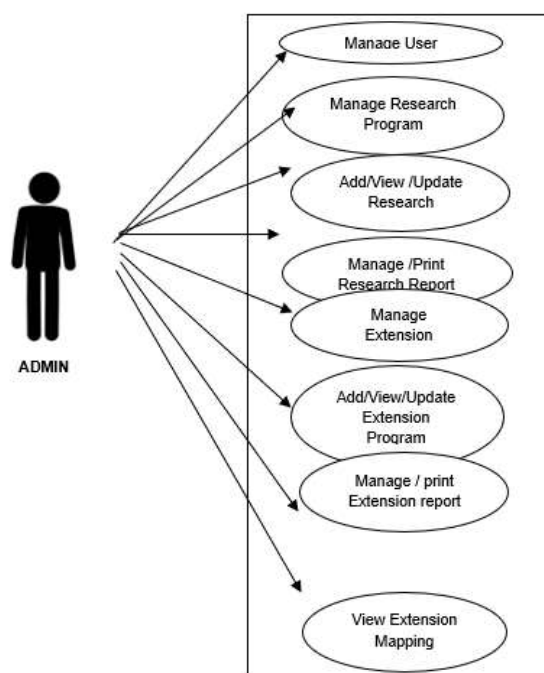 Manage User
Manage Research
Program
Add/View /Update
Research
Manage /Print
Research Report
Manage
Extension
ADMIN
Add/View/Update
Extension
Program
Manage / print
Extension report
View Extension
Mapping